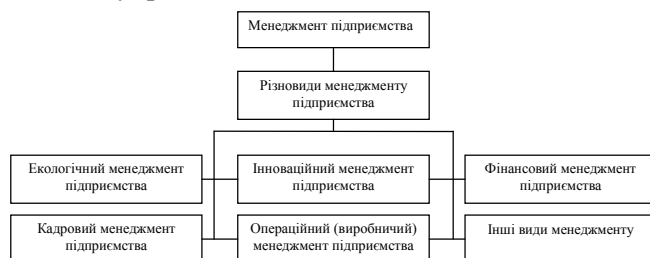 Менеджмент підприємства
Різновиди менеджменту
підприємства
Екологічний менеджмент
підприємства
Інноваційний менеджмент
підприємства
Фінансовий менеджмент
підприємства
Кадровий менеджмент
підприємства
Операційний (виробничий)
менеджмент підприємства
Інші види менеджменту